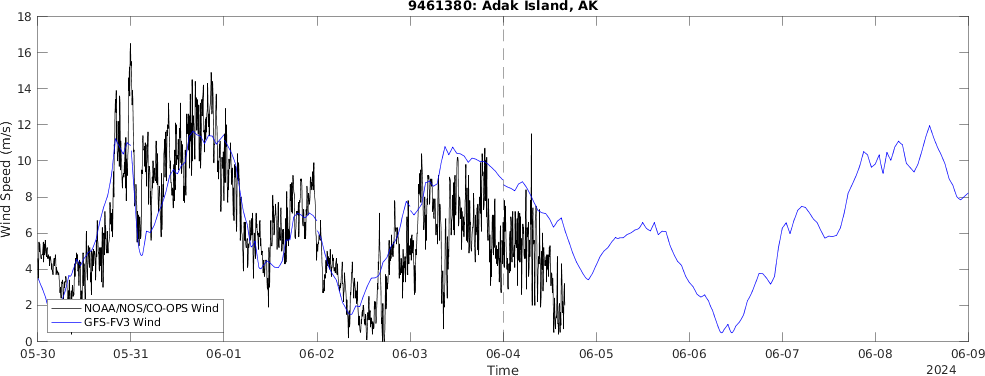 9461380: Adak Island, AK
18
16
14
12
10
8
6
4
2
0
Wind Speed (m/s)
NOAA/NOS/CO-OPS Wind
GFS-FV3 Wind
05-30 05-31 06-01 06-02 06-03 06-04 06-05 06-06 06-07 06-08 06-09
Time
2024